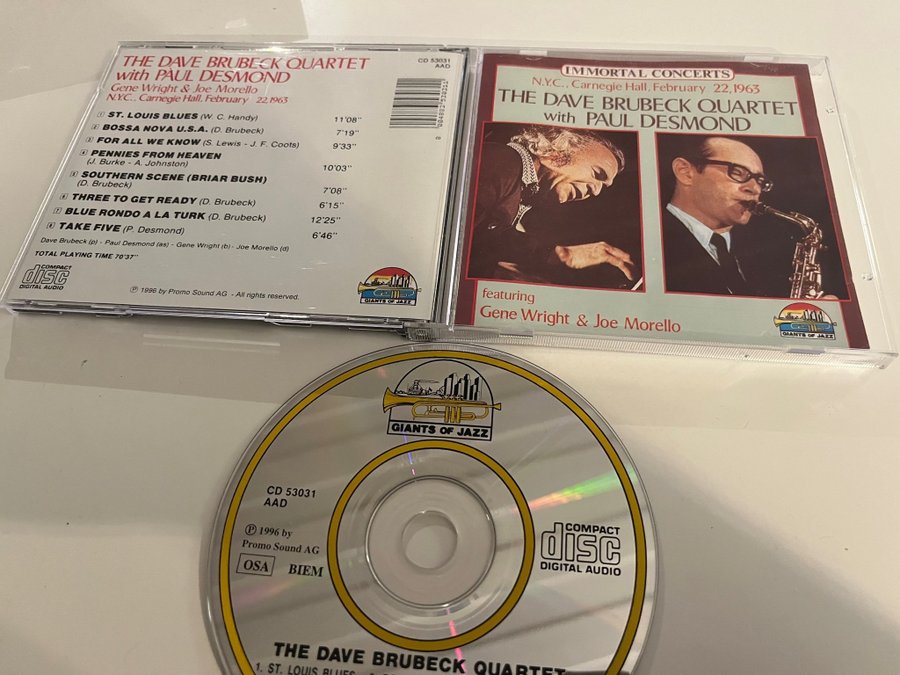 THE DAVE BRUBECK QUARTET
with PAUL DESMOND
Gene Wright & Joe Morello
N.Y.C., Carnegie Hall, February 22,1963
CD 53031
AAD
1 ST. LOUIS BLUES (W. C. Handy) 11'08"
2 BOSSA NOVA U.S.A. (D. Brubeck) 7'19"
3 FOR ALL WE KNOW (S. Lewis - J. F. Coots) 9'33"
4 PENNIES FROM HEAVEN
(J. Burke - A. Johnston) 10'03"
5 SOUTHERN SCENE (BRIAR BUSH)
(D. Brubeck) 7'08"
6 THREE TO GET READY (D. Brubeck) 6'15"
7 BLUE RONDO A LA TURK (D. Brubeck) 12'25"
8 TAKE FIVE (P. Desmond) 6'46"
Dave Brubeck (p) - Paul Desmond (as) - Gene Wright (b) - Joe Morello (d)
TOTAL PLAYING TIME 70'37"
COMPACT
disc
DIGITAL AUDIO
℗ 1996 by Promo Sound AG - All rights reserved.
GIANTS OF JAZZ
IMMORTAL CONCERTS
N.Y.C., Carnegie Hall, February 22,1963
THE DAVE BRUBECK QUARTET
with PAUL DESMOND
featuring
Gene Wright & Joe Morello
GIANTS OF JAZZ
GIANTS OF JAZZ
CD 53031
AAD
℗ 1996 by
Promo Sound AG
OSA BIEM
COMPACT
disc
DIGITAL AUDIO
THE DAVE BRUBECK QUARTET
1. ST. LOUIS BLUES